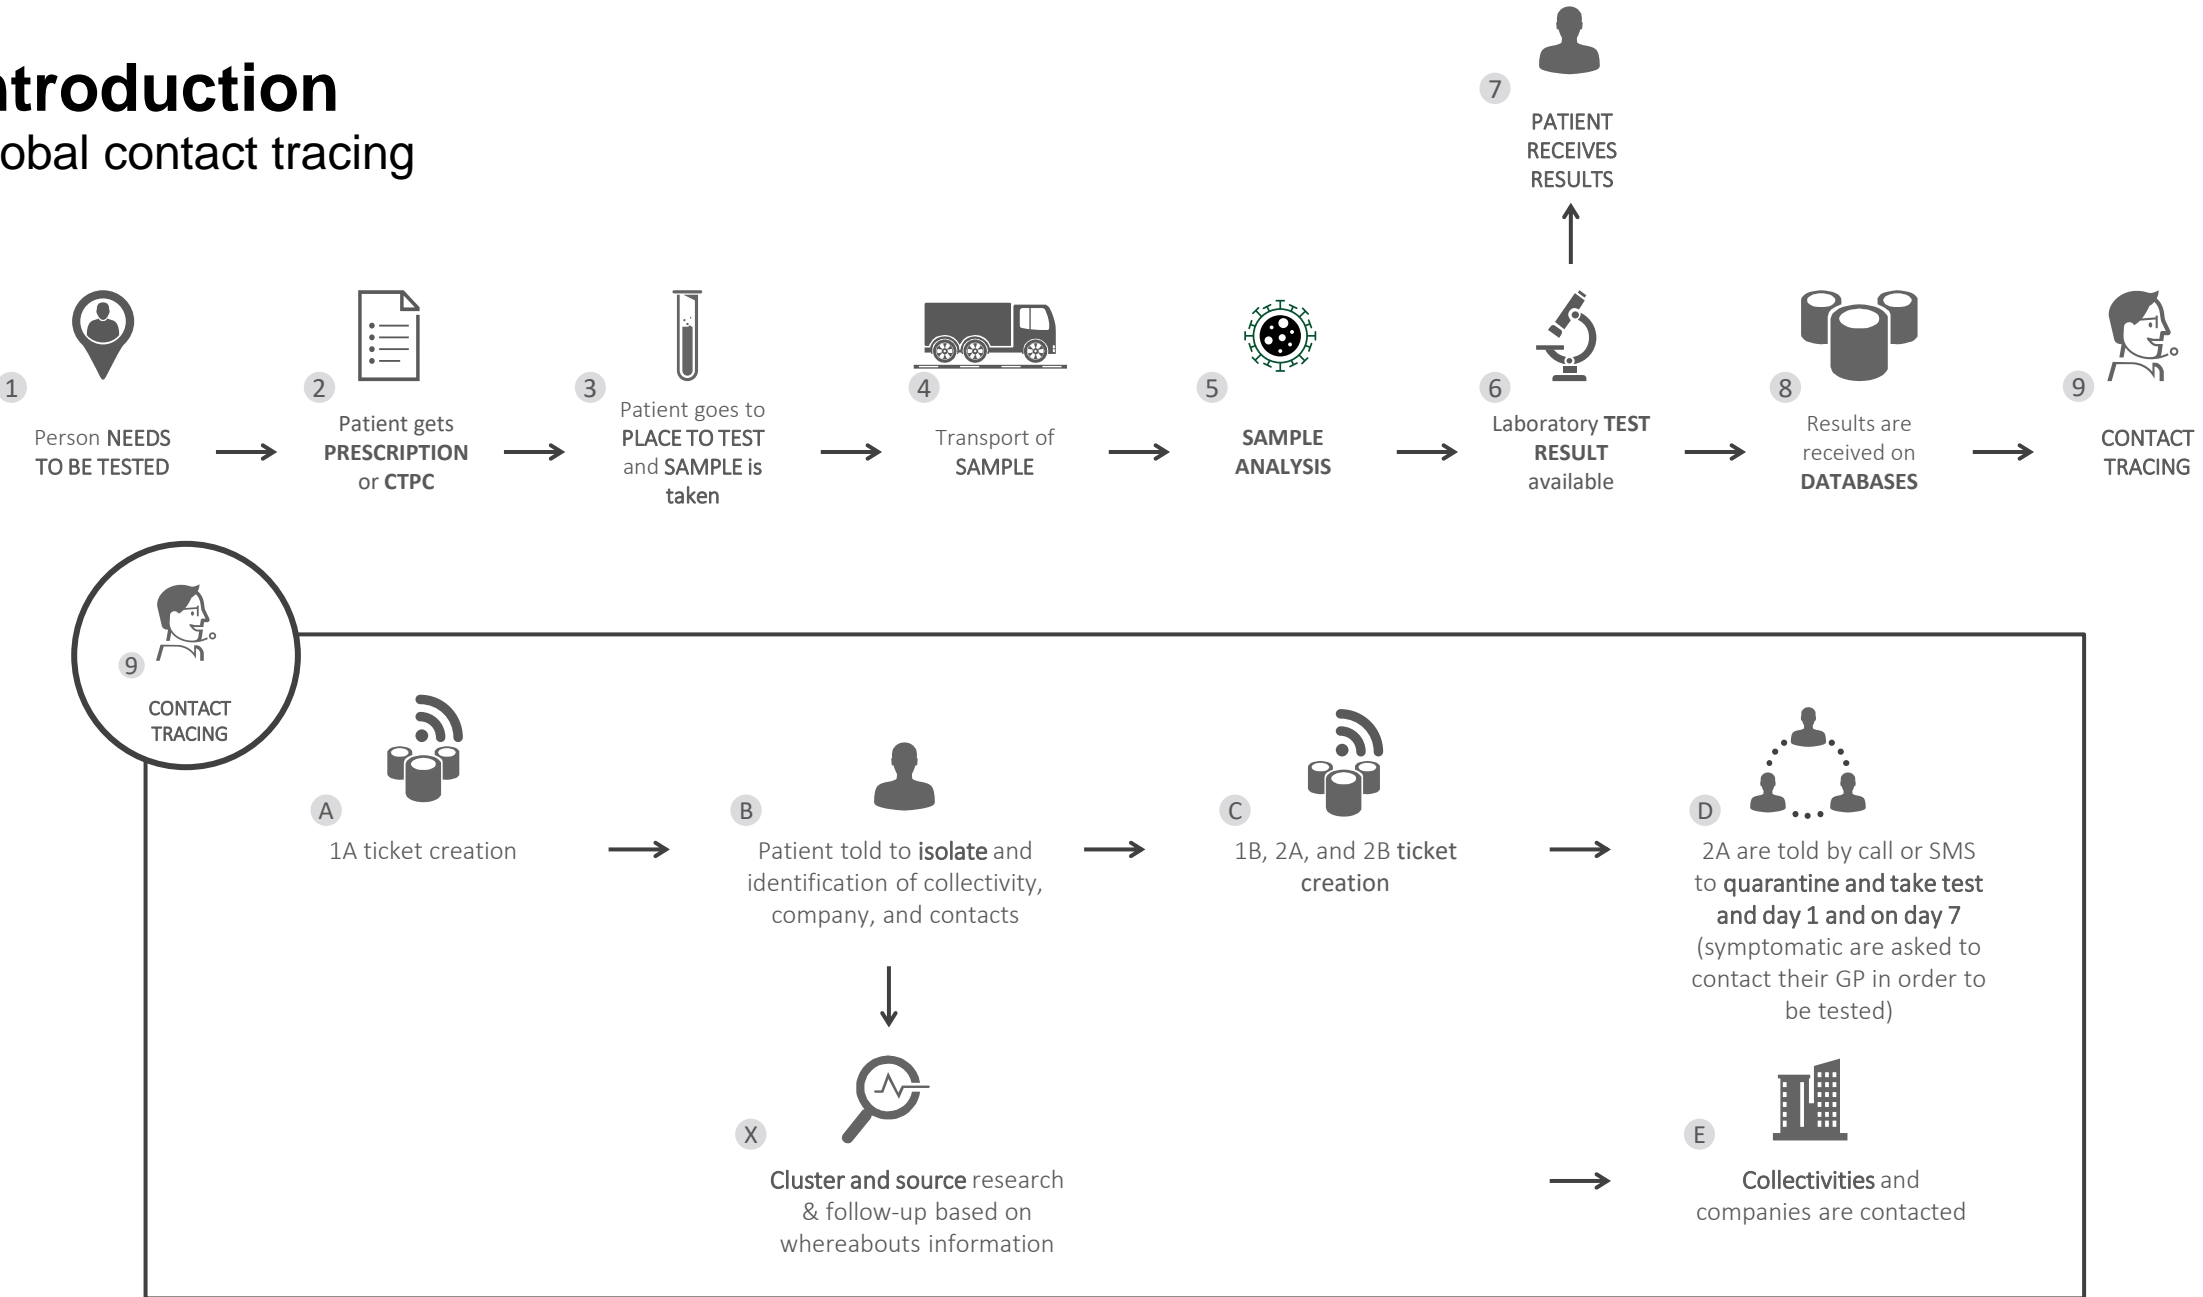 ntroduction
obal contact tracing
7
PATIENT
RECEIVES
RESULTS
1
Person NEEDS
TO BE TESTED
2
Patient gets
PRESCRIPTION
or CTPC
3
Patient goes to
PLACE TO TEST
and SAMPLE is
taken
4
Transport of
SAMPLE
5
SAMPLE
ANALYSIS
6
Laboratory TEST
RESULT
available
8
Results are
received on
DATABASES
9
CONTACT
TRACING
9
CONTACT
TRACING
A
1A ticket creation
B
Patient told to isolate and
identification of collectivity,
company, and contacts
C
1B, 2A, and 2B ticket
creation
D
2A are told by call or SMS
to quarantine and take test
and day 1 and on day 7
(symptomatic are asked to
contact their GP in order to
be tested)
X
Cluster and source research
& follow-up based on
whereabouts information
E
Collectivities and
companies are contacted